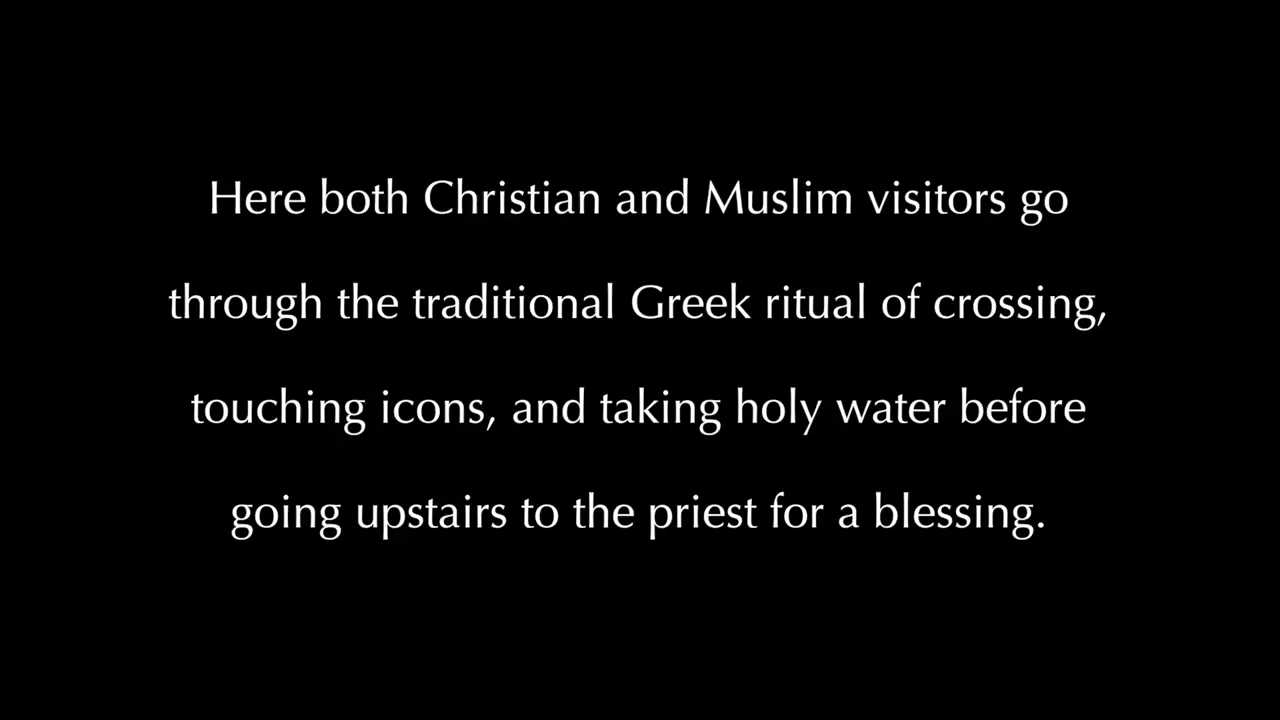 Here both Christian and Muslim visitors go
through the traditional Greek ritual of crossing,
touching icons, and taking holy water before
going upstairs to the priest for a blessing.